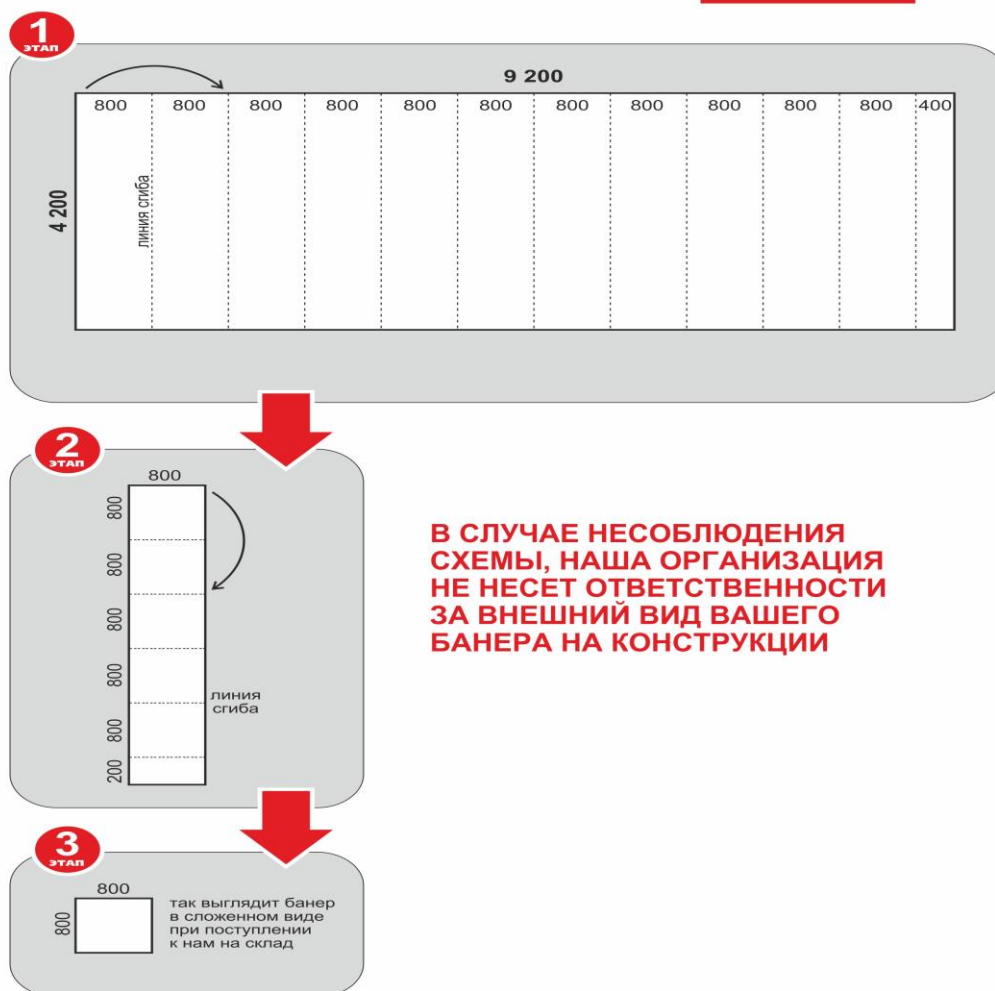 1
ЭТАП
9 200
800 800 800 800 800 800 800 800 800 800 800 400
4 200
линия сгиба
2
ЭТАП
800
800
800
800
800
800
200
линия
сгиба
В СЛУЧАЕ НЕСОБЛЮДЕНИЯ
СХЕМЫ, НАША ОРГАНИЗАЦИЯ
НЕ НЕСЕТ ОТВЕТСТВЕННОСТИ
ЗА ВНЕШНИЙ ВИД ВАШЕГО
БАНЕРА НА КОНСТРУКЦИИ
3
ЭТАП
800
800
так выглядит банер
в сложенном виде
при поступлении
к нам на склад